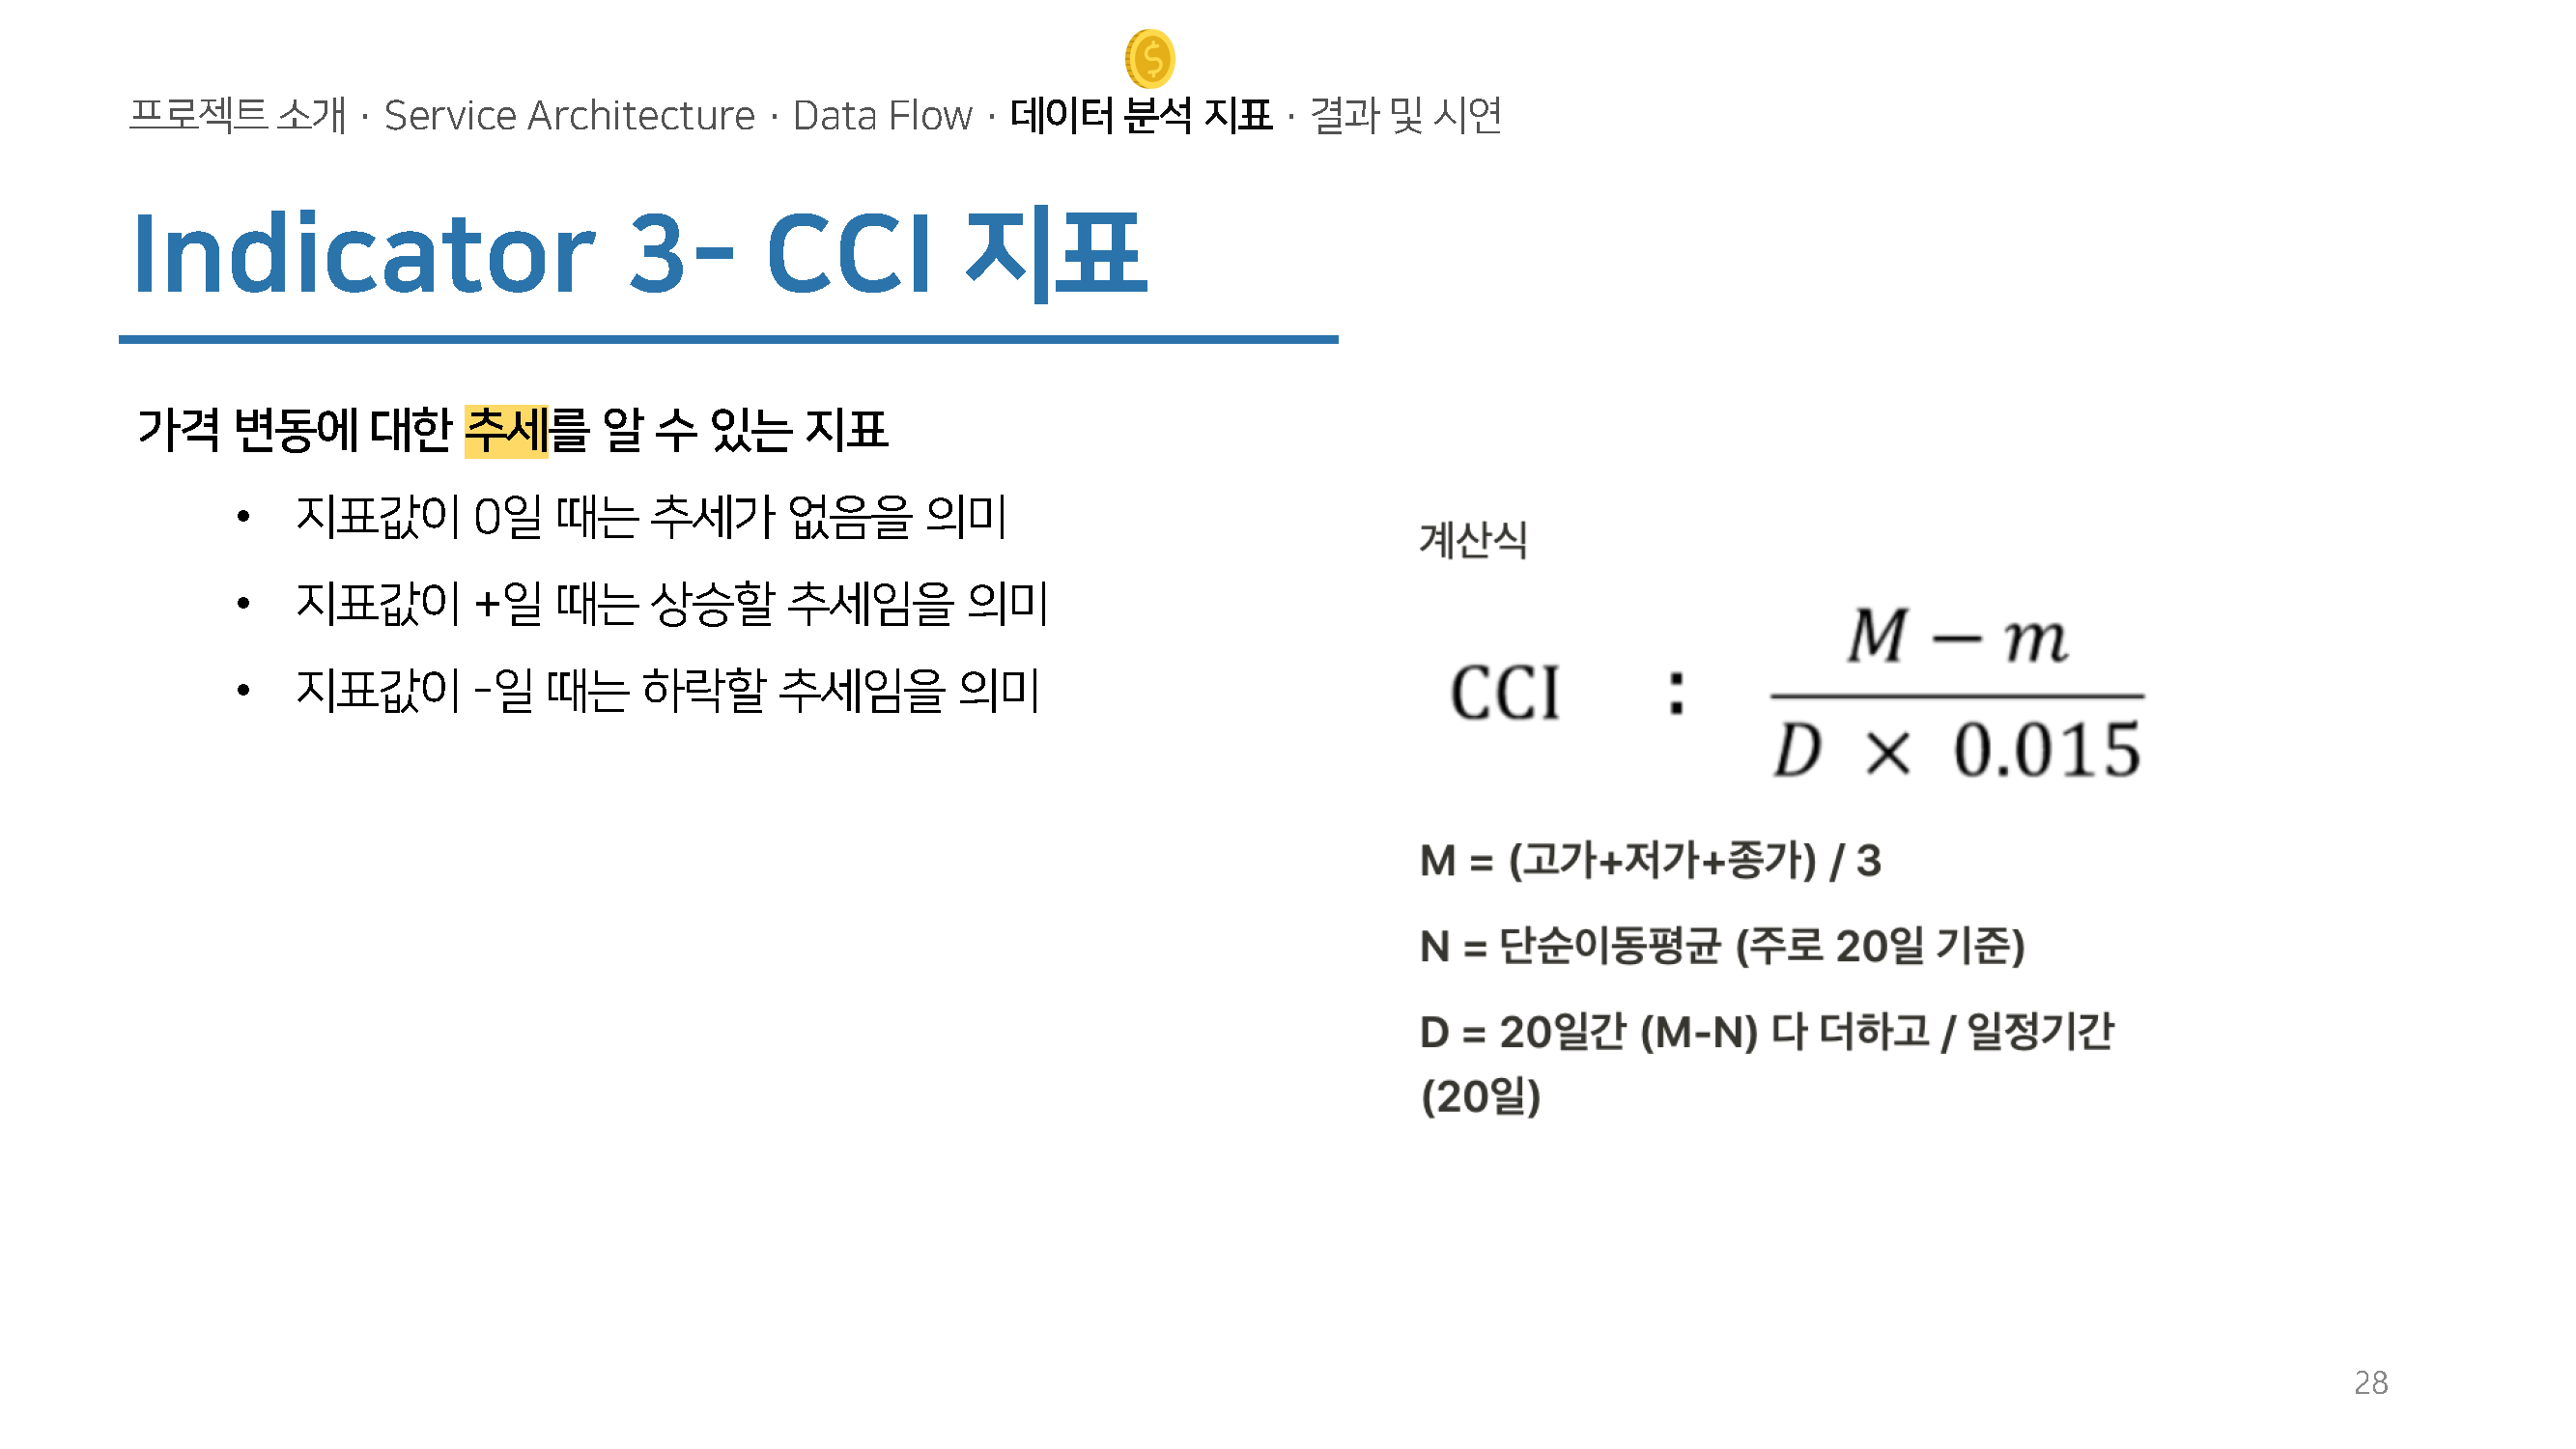 프로젝트 소개 · Service Architecture · Data Flow · 데이터 분석 지표 · 결과 및 시연
Indicator 3- CCI 지표
가격 변동에 대한 추세를 알 수 있는 지표
• 지표값이 0일 때는 추세가 없음을 의미
• 지표값이 +일 때는 상승할 추세임을 의미
• 지표값이 -일 때는 하락할 추세임을 의미
계산식
M − m
CCI :
D × 0.015
M = (고가+저가+종가) / 3
N = 단순이동평균 (주로 20일 기준)
D = 20일간 (M-N) 다 더하고 / 일정기간
(20일)
28